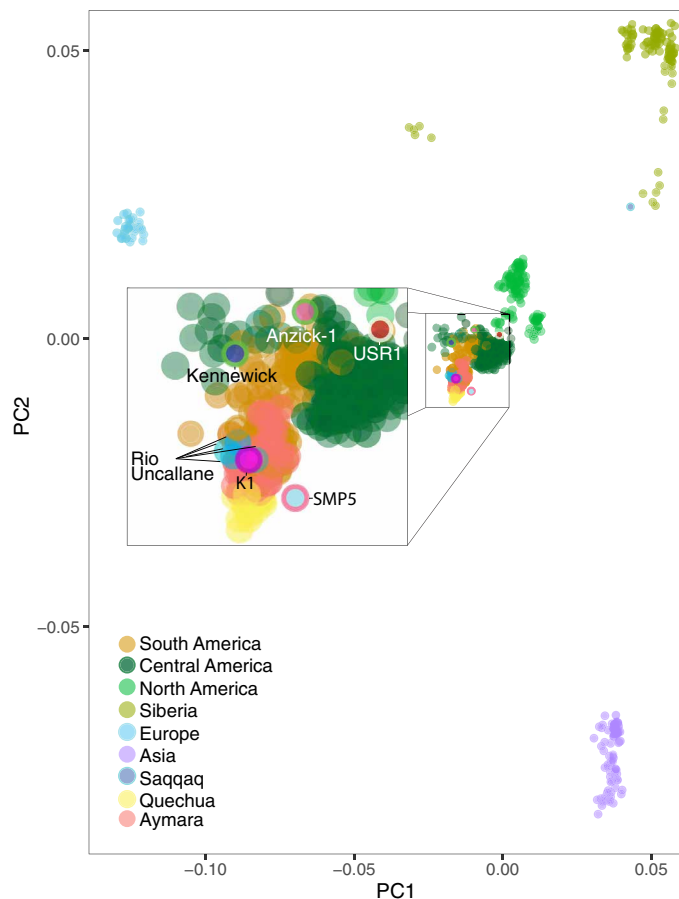 0.05
0.00
−0.05
PC2
Anzick-1
USR1
Kennewick
Rio
Uncallane
K1
SMP5
South America
Central America
North America
Siberia
Europe
Asia
Saqqaq
Quechua
Aymara
−0.10
−0.05
0.00
0.05
PC1